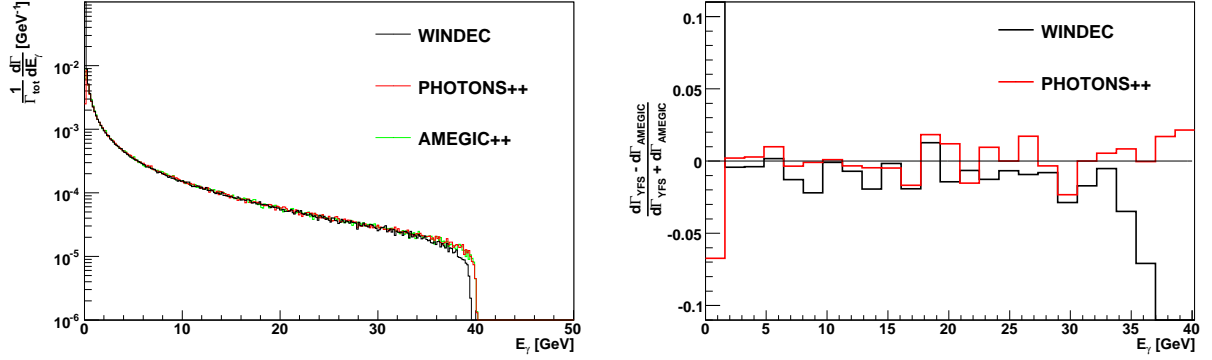 1/Γ_tot dΓ/dE_γ [GeV⁻¹]
WINDEC
PHOTONS++
AMEGIC++
10⁻²
10⁻³
10⁻⁴
10⁻⁵
10⁻⁶
0 10 20 30 40 50
E_γ [GeV]
dΓ_YFS - dΓ_AMEGIC
dΓ_YFS + dΓ_AMEGIC
WINDEC
PHOTONS++
0.1
0.05
0
-0.05
-0.1
0 5 10 15 20 25 30 35 40
E_γ [GeV]